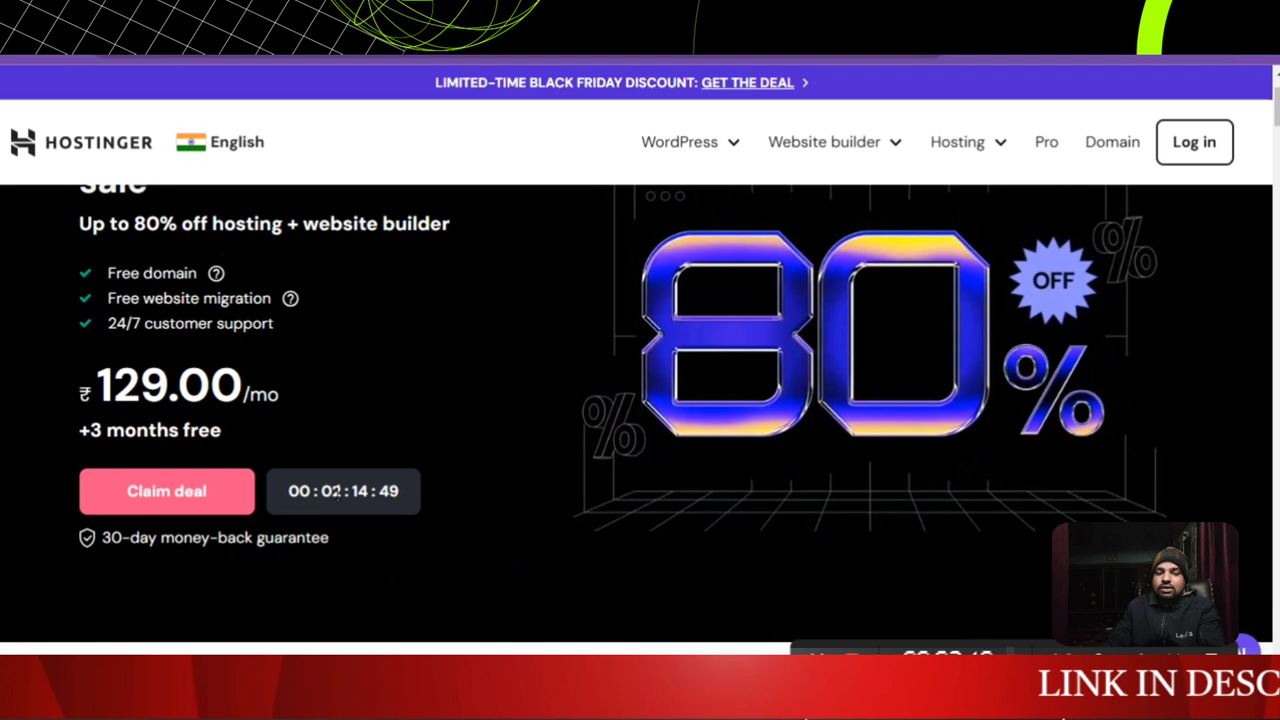 LIMITED-TIME BLACK FRIDAY DISCOUNT: GET THE DEAL
HOSTINGER English WordPress Website builder Hosting Pro Domain Log in
sale
Up to 80% off hosting + website builder
Free domain
Free website migration
24/7 customer support
₹ 129.00/mo
+3 months free
Claim deal 00 : 02 : 14 : 49
30-day money-back guarantee
80% OFF
LINK IN DESC